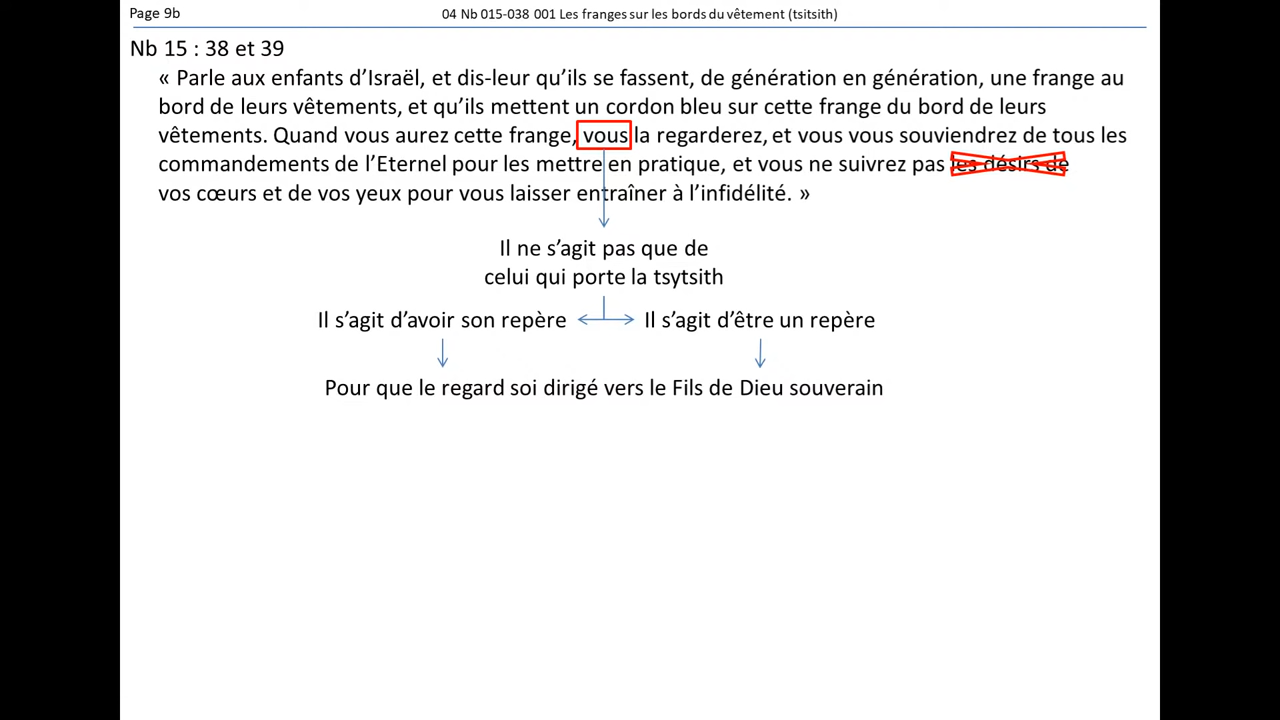 Page 9b
04 Nb 015-038 001 Les franges sur les bords du vêtement (tsitsith)
Nb 15 : 38 et 39
« Parle aux enfants d’Israël, et dis-leur qu’ils se fassent, de génération en génération, une frange au
bord de leurs vêtements, et qu’ils mettent un cordon bleu sur cette frange du bord de leurs
vêtements. Quand vous aurez cette frange, vous la regarderez, et vous vous souviendrez de tous les
commandements de l’Eternel pour les mettre en pratique, et vous ne suivrez pas les désirs de
vos cœurs et de vos yeux pour vous laisser entraîner à l’infidélité. »
Il ne s’agit pas que de
celui qui porte la tsytsith
Il s’agit d’avoir son repère
Il s’agit d’être un repère
Pour que le regard soi dirigé vers le Fils de Dieu souverain